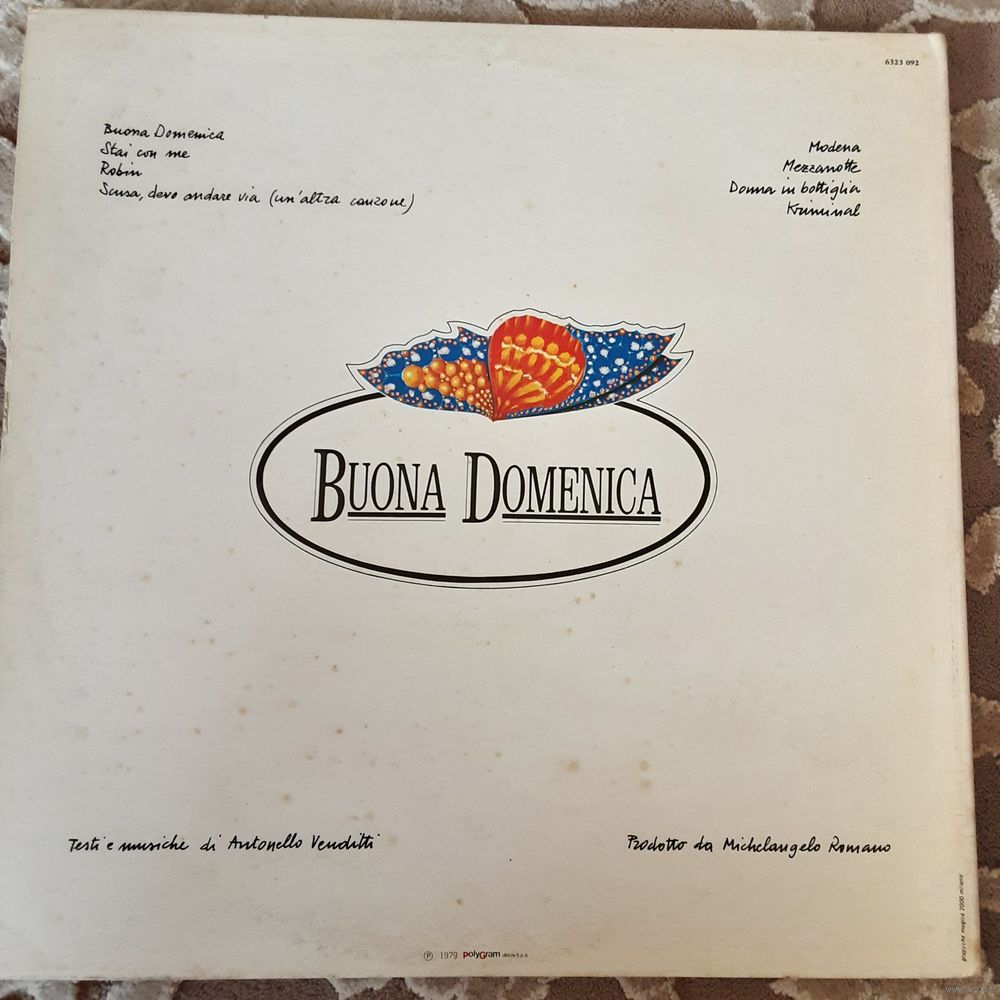 6323 092
Buona Domenica
Stai con me
Robin
Scusa, devo andare via (un'altra canzone)
Modena
Mezzanotte
Donna in bottiglia
Kriminal
BUONA DOMENICA
Testi e musiche di Antonello Venditti
Prodotto da Michelangelo Romano
℗ 1979 PolyGram dischi S.p.A.